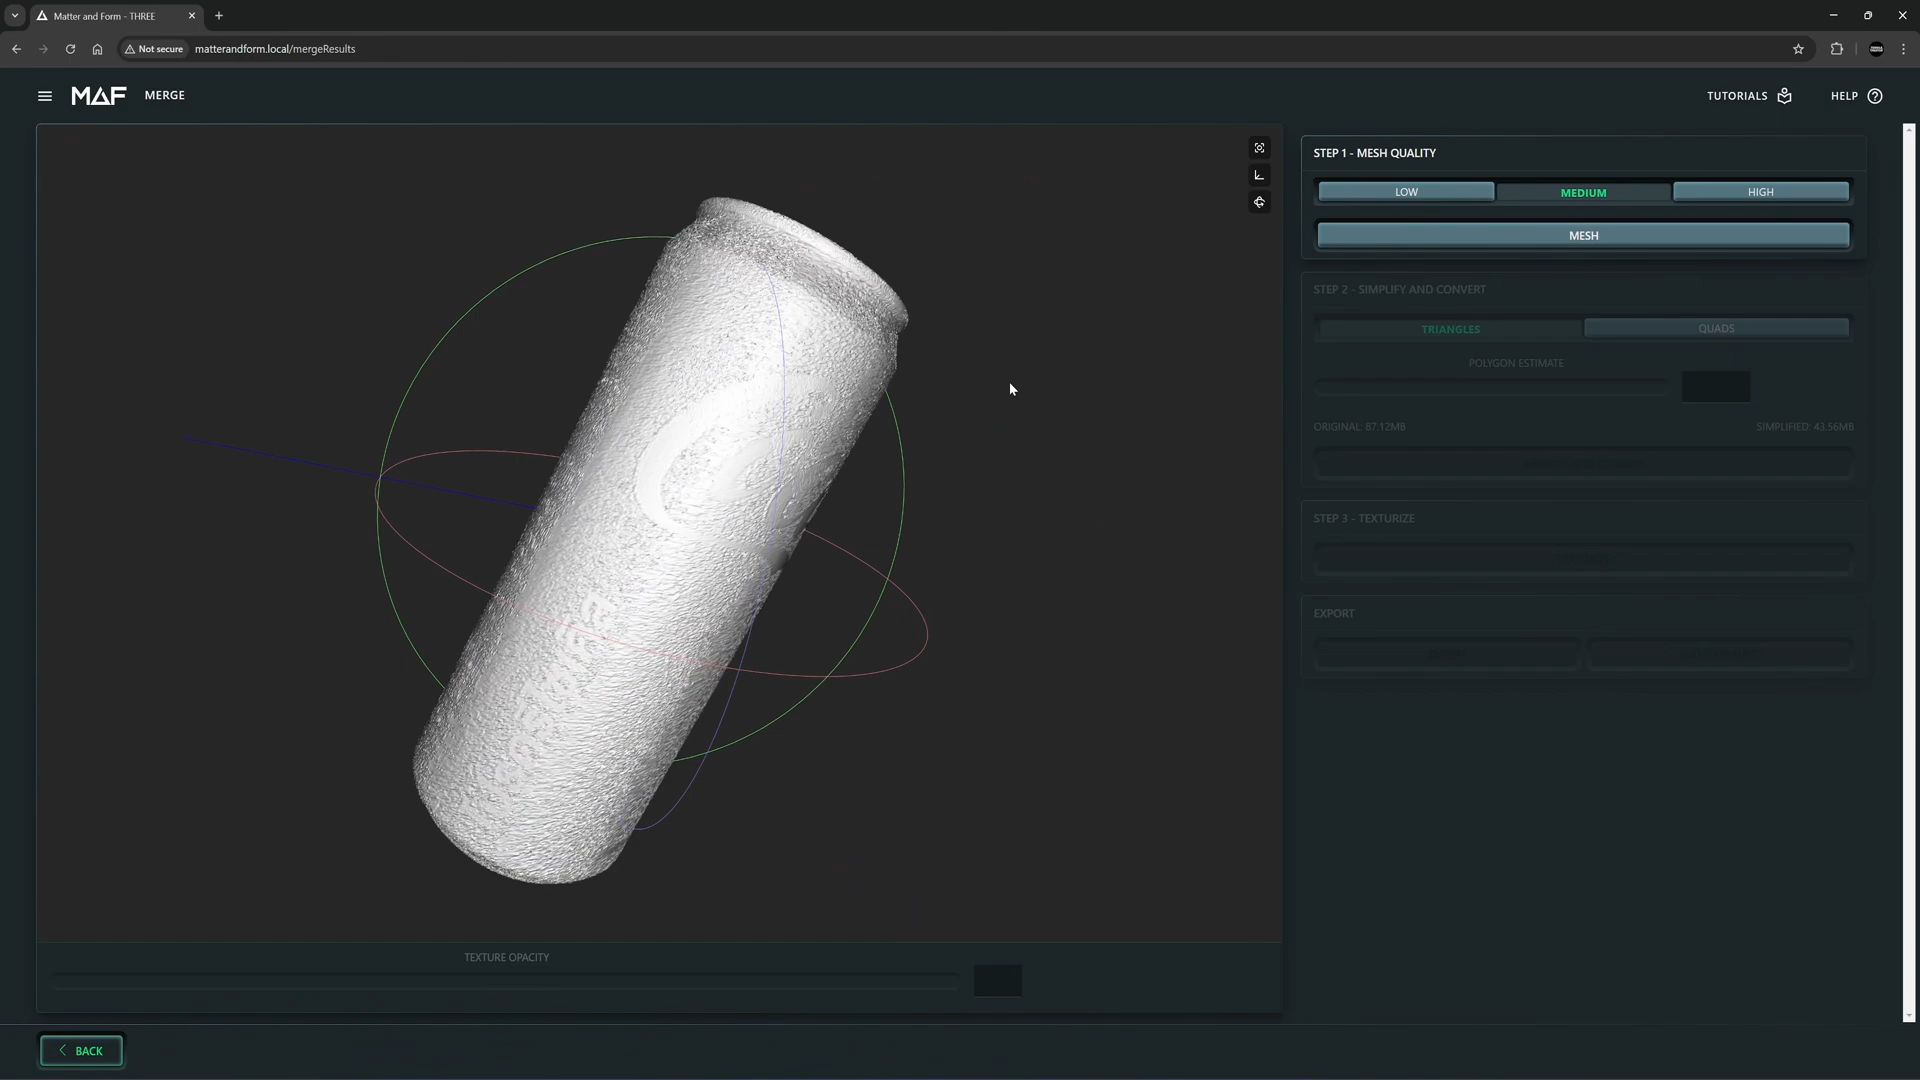 Matter and Form - THREE
Not secure
matterandform.local/mergeResults
MAF
MERGE
TUTORIALS
HELP
STEP 1 - MESH QUALITY
LOW
MEDIUM
HIGH
MESH
STEP 2 - SIMPLIFY AND CONVERT
TRIANGLES
QUADS
POLYGON ESTIMATE
ORIGINAL: 87.12MB
SIMPLIFIED: 43.56MB
STEP 3 - TEXTURIZE
EXPORT
TEXTURE OPACITY
BACK